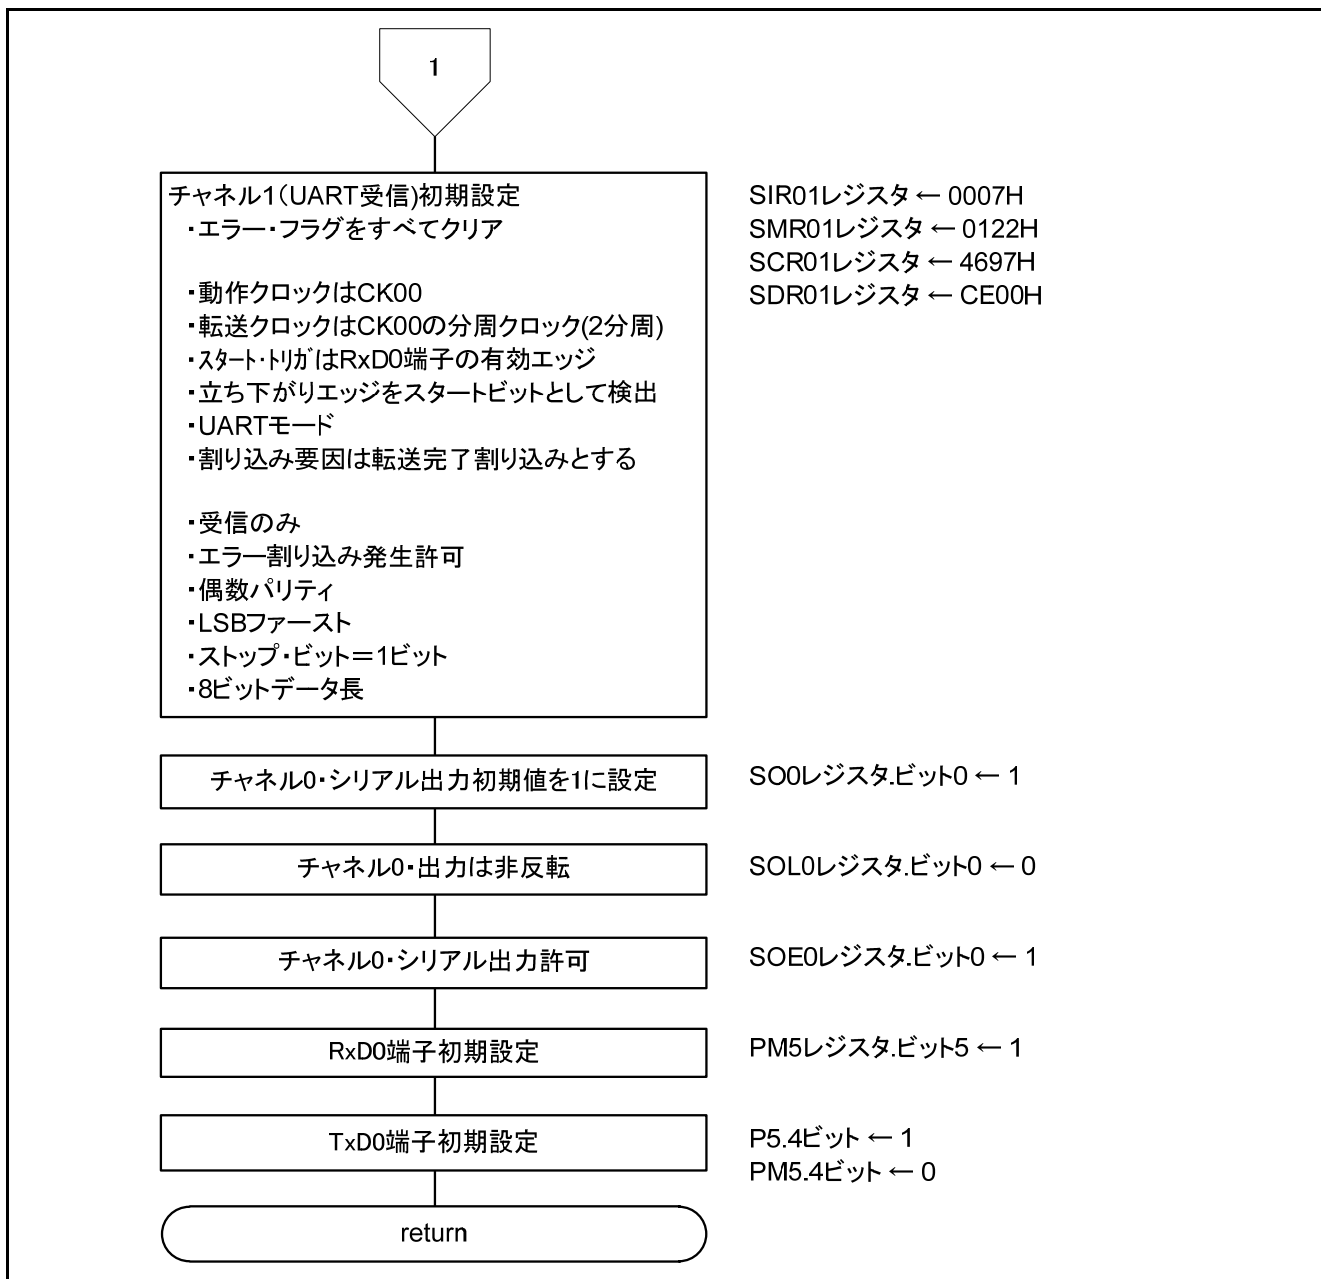 1
チャネル1（UART受信）初期設定
・エラー・フラグをすべてクリア
・動作クロックはCK00
・転送クロックはCK00の分周クロック(2分周)
・スタート・トリガはRxD0端子の有効エッジ
・立ち下がりエッジをスタートビットとして検出
・UARTモード
・割り込み要因は転送完了割り込みとする
・受信のみ
・エラー割り込み発生許可
・偶数パリティ
・LSBファースト
・ストップ・ビット＝1ビット
・8ビットデータ長
SIR01レジスタ ← 0007H
SMR01レジスタ ← 0122H
SCR01レジスタ ← 4697H
SDR01レジスタ ← CE00H
チャネル0・シリアル出力初期値を1に設定
SO0レジスタ.ビット0 ← 1
チャネル0・出力は非反転
SOL0レジスタ.ビット0 ← 0
チャネル0・シリアル出力許可
SOE0レジスタ.ビット0 ← 1
RxD0端子初期設定
PM5レジスタ.ビット5 ← 1
TxD0端子初期設定
P5.4ビット ← 1
PM5.4ビット ← 0
return